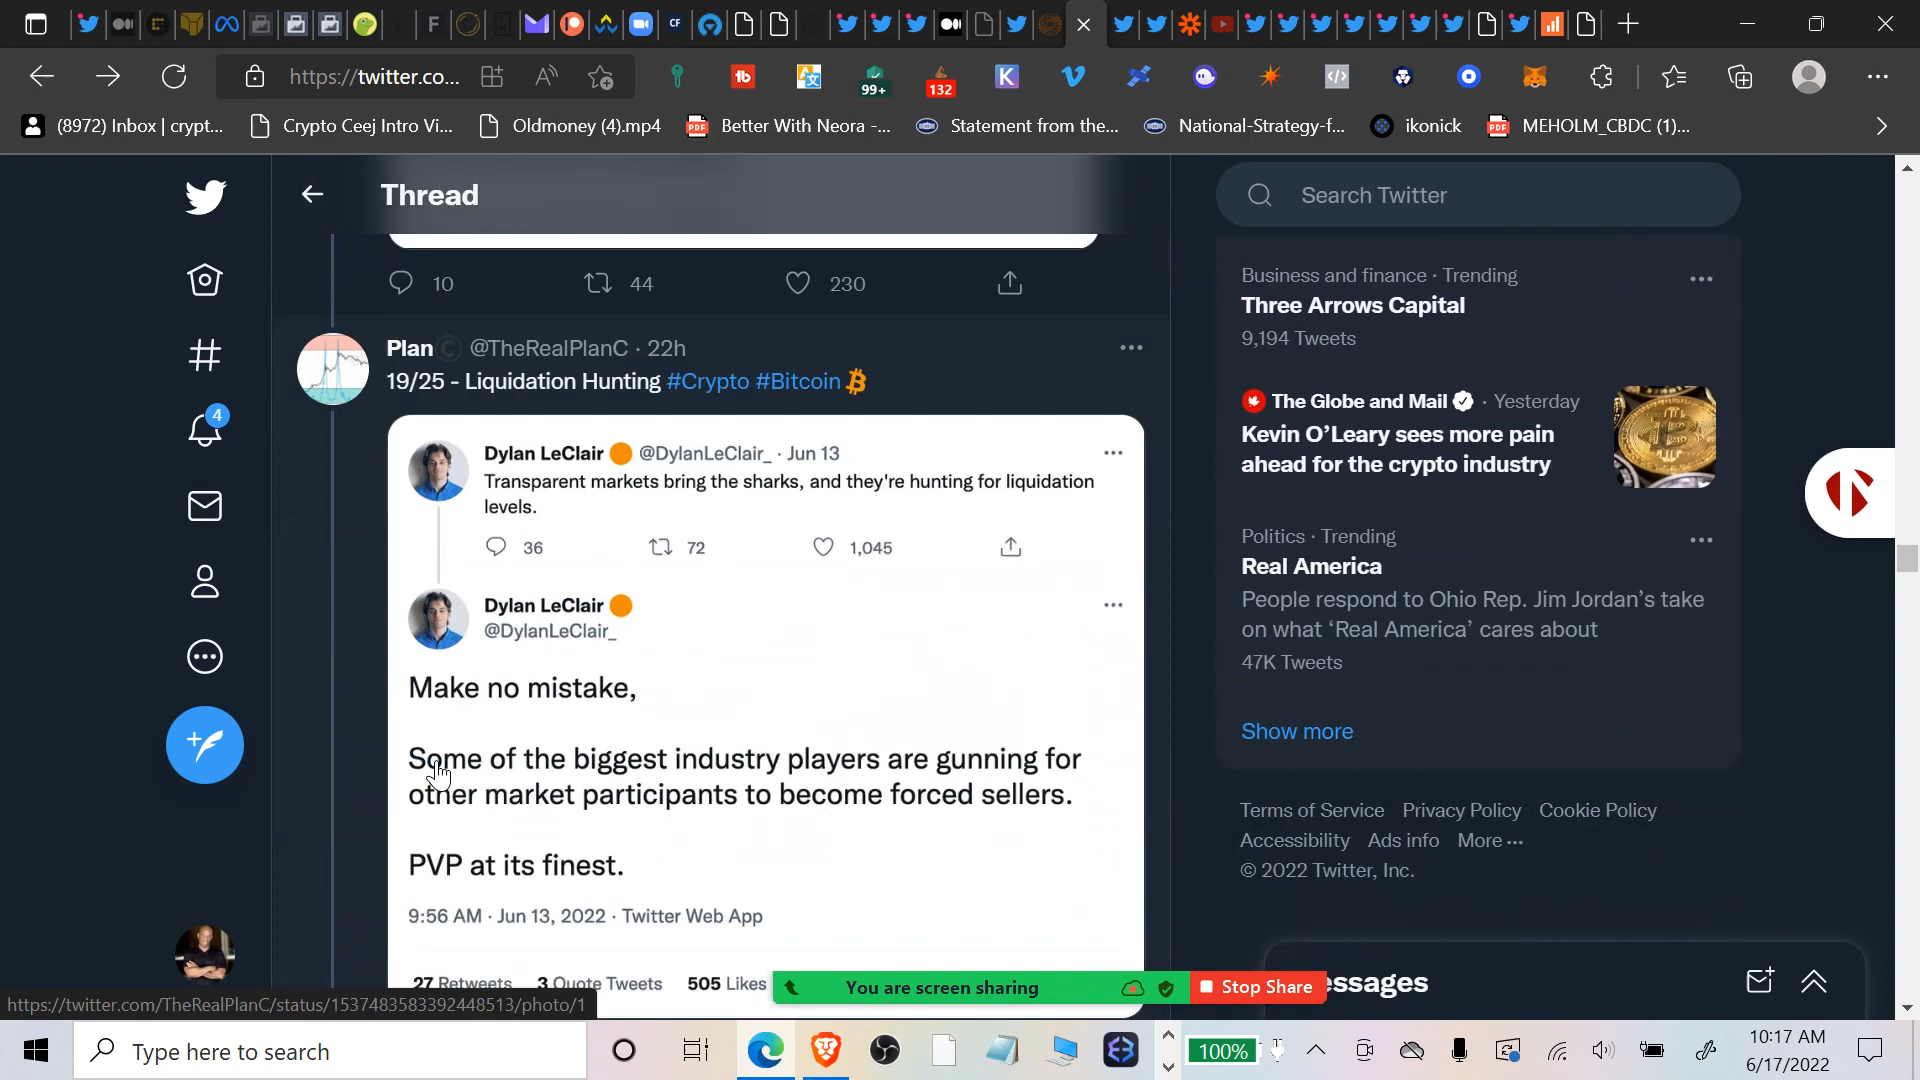 https://twitter.co...
99+
132
(8972) Inbox | crypt...
Crypto Ceej Intro Vi...
Oldmoney (4).mp4
Better With Neora -...
Statement from the...
National-Strategy-f...
ikonick
MEHOLM_CBDC (1)...
Thread
Search Twitter
10
44
230
Plan © @TheRealPlanC · 22h
19/25 - Liquidation Hunting #Crypto #Bitcoin
Dylan LeClair @DylanLeClair_ · Jun 13
Transparent markets bring the sharks, and they're hunting for liquidation
levels.
36
72
1,045
Dylan LeClair
@DylanLeClair_
Make no mistake,
Some of the biggest industry players are gunning for
other market participants to become forced sellers.
PVP at its finest.
9:56 AM · Jun 13, 2022 · Twitter Web App
27 Retweets 3 Quote Tweets 505 Likes
4
Business and finance · Trending
Three Arrows Capital
9,194 Tweets
The Globe and Mail · Yesterday
Kevin O'Leary sees more pain
ahead for the crypto industry
Politics · Trending
Real America
People respond to Ohio Rep. Jim Jordan's take
on what 'Real America' cares about
47K Tweets
Show more
Terms of Service Privacy Policy Cookie Policy
Accessibility Ads info More ···
© 2022 Twitter, Inc.
essages
You are screen sharing
Stop Share
https://twitter.com/TheRealPlanC/status/1537483583392448513/photo/1
Type here to search
100%
10:17 AM
6/17/2022